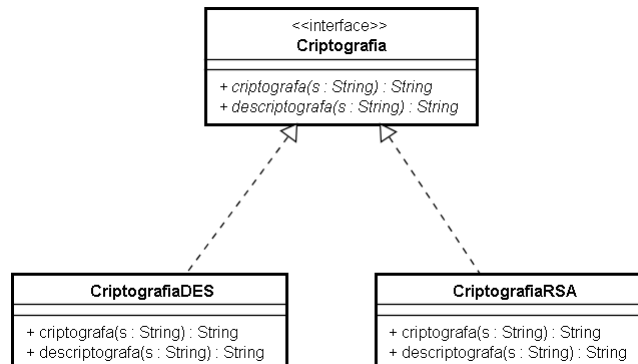 <<interface>>
Criptografia
+ criptografa(s : String) : String
+ descriptografa(s : String) : String
CriptografiaDES
+ criptografa(s : String) : String
+ descriptografa(s : String) : String
CriptografiaRSA
+ criptografa(s : String) : String
+ descriptografa(s : String) : String